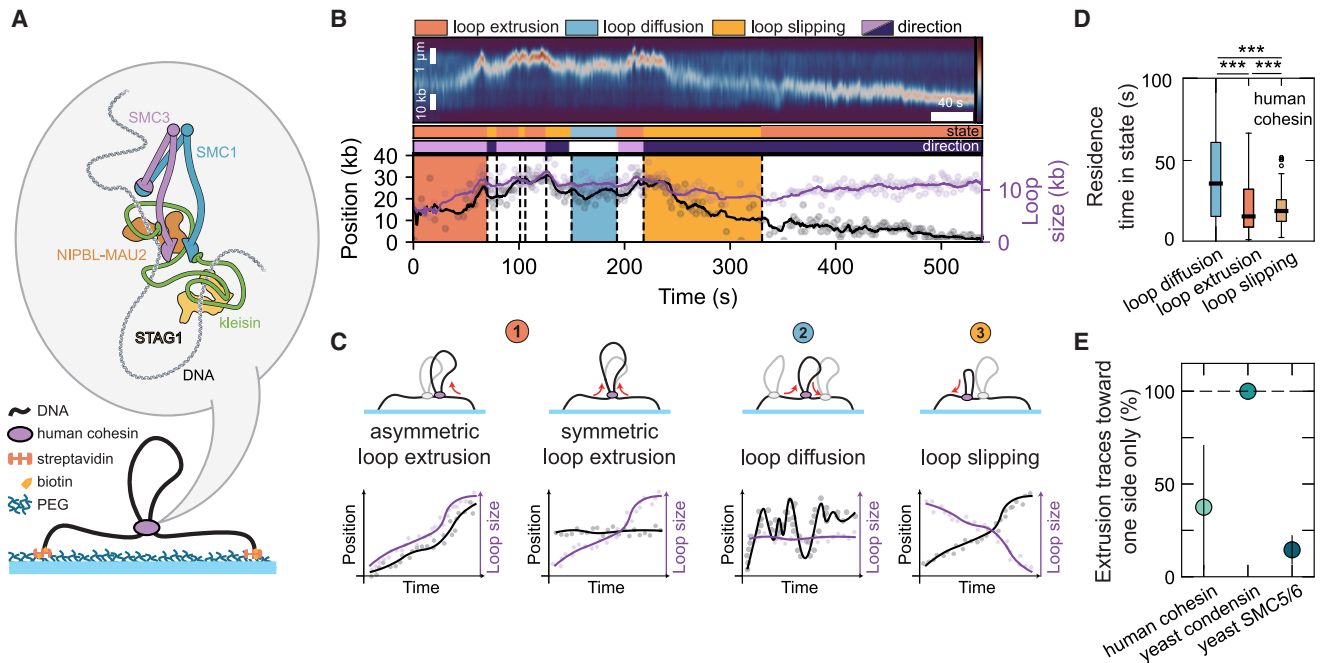 A
SMC3
SMC1
NIPBL-MAU2
STAG1
kleisin
DNA
DNA
human cohesin
streptavidin
biotin
PEG
B
loop extrusion
loop diffusion
loop slipping
direction
1 µm
10 kb
40 s
state
direction
Position (kb)
40
30
20
10
0
Loop
size (kb)
10
0
0
100
200
300
400
500
Time (s)
C
1
2
3
asymmetric
loop extrusion
symmetric
loop extrusion
loop diffusion
loop slipping
Position
Loop size
Time
Position
Loop size
Time
Position
Loop size
Time
Position
Loop size
Time
D
Residence
time in state (s)
100
50
0
***
***
***
human
cohesin
loop diffusion
loop extrusion
loop slipping
E
Extrusion traces toward
one side only (%)
100
50
0
human cohesin
yeast condensin
yeast SMC5/6